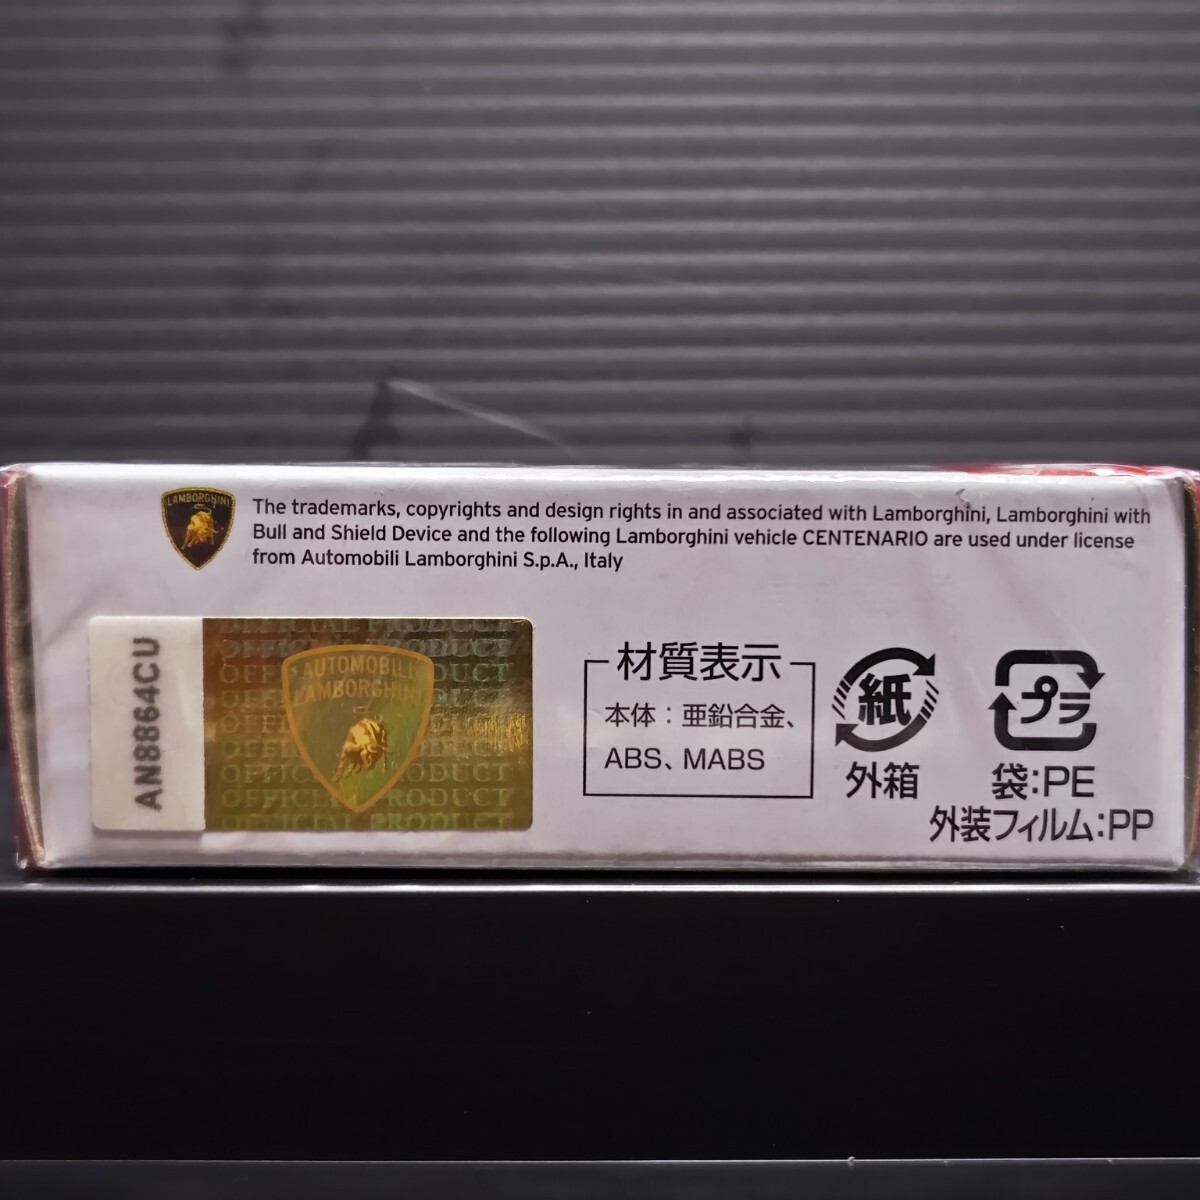 LAMBORGHINI
The trademarks, copyrights and design rights in and associated with Lamborghini, Lamborghini with
Bull and Shield Device and the following Lamborghini vehicle CENTENARIO are used under license
from Automobili Lamborghini S.p.A., Italy
AN8864CU
OFFICIAL PRODUCT
AUTOMOBILI
LAMBORGHINI
材質表示
本体：亜鉛合金、
ABS、MABS
紙
外箱
プラ
袋:PE
外装フィルム:PP